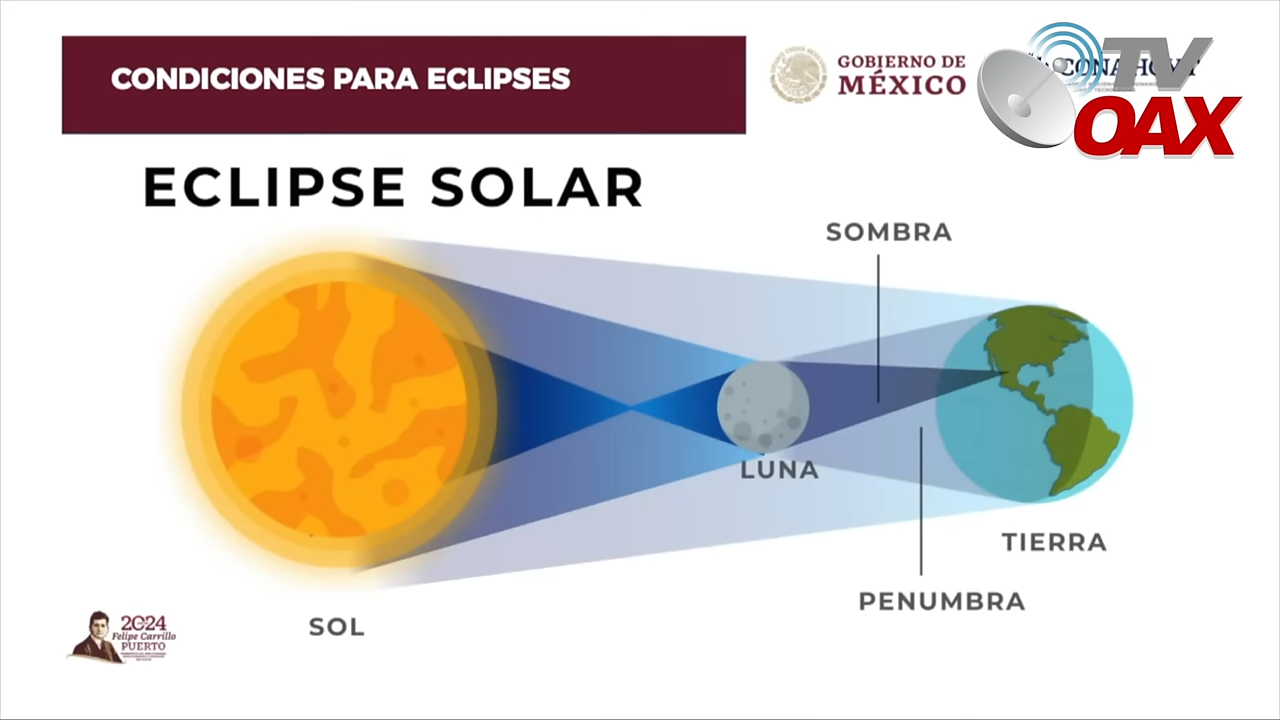 CONDICIONES PARA ECLIPSES
GOBIERNO DE
MÉXICO
TV
OAX
ECLIPSE SOLAR
SOMBRA
LUNA
TIERRA
PENUMBRA
SOL
2024
Felipe Carrillo
PUERTO